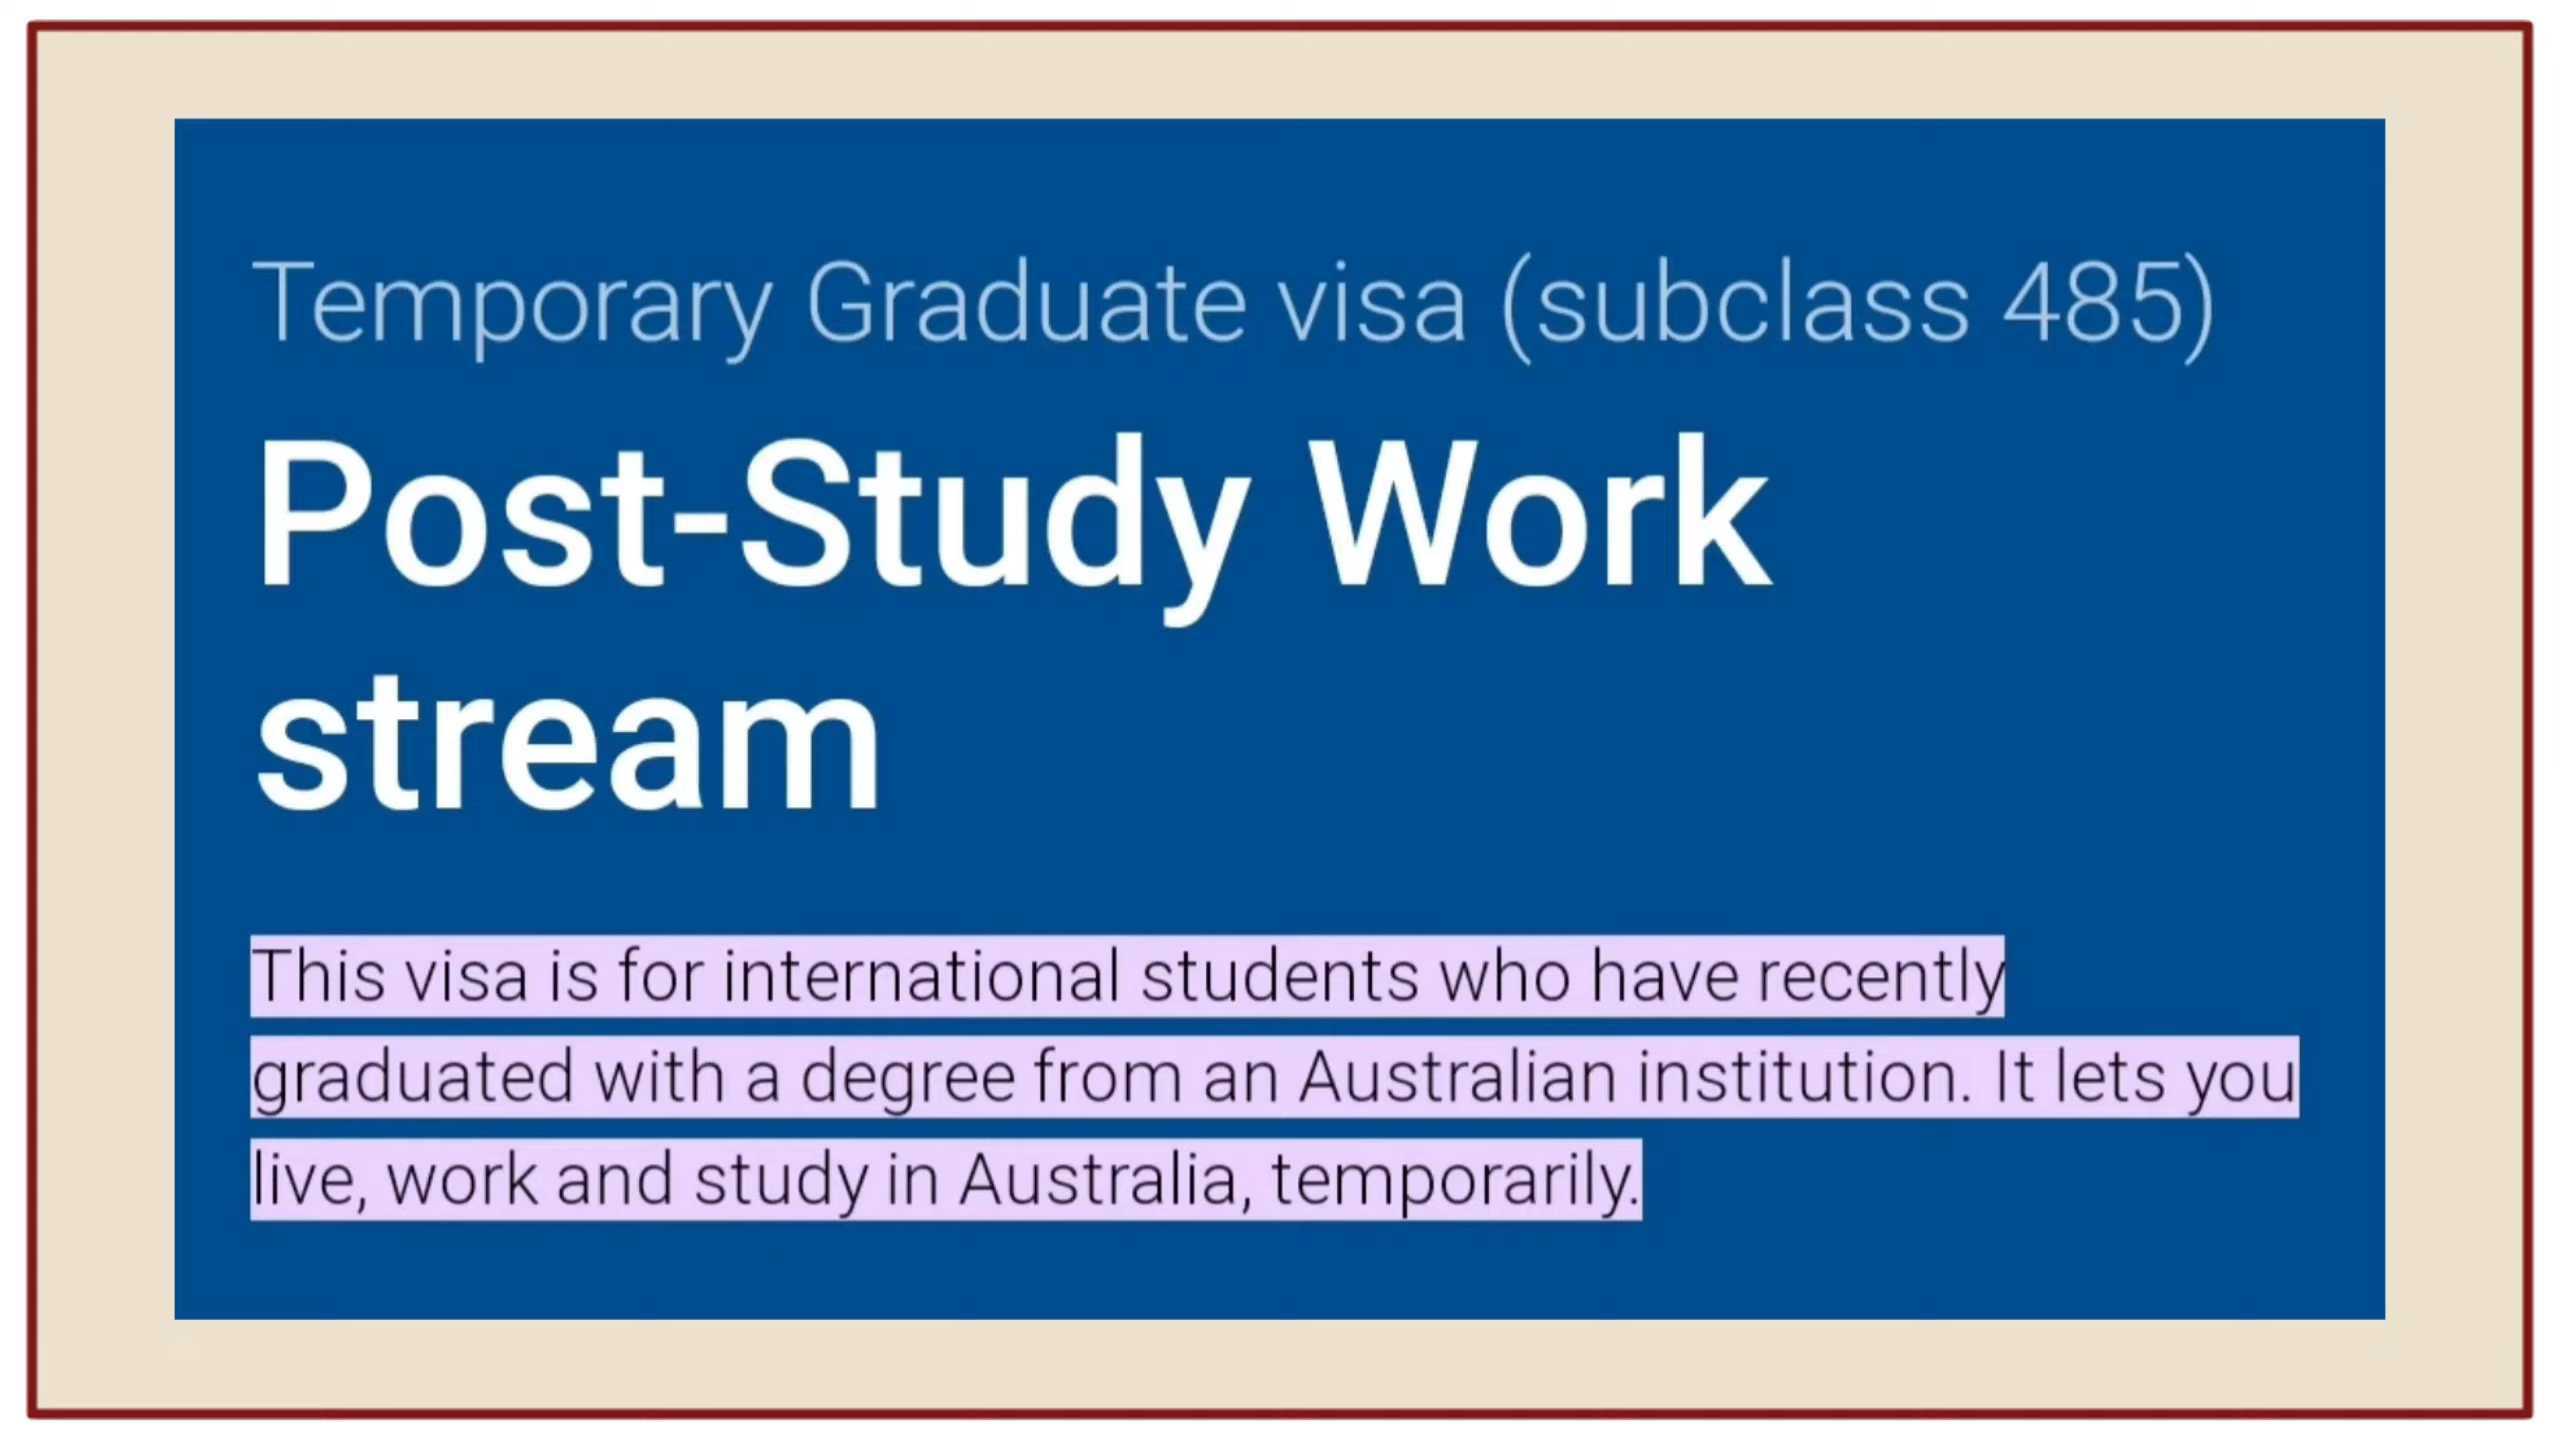 Temporary Graduate visa (subclass 485)
Post-Study Work
stream
This visa is for international students who have recently
graduated with a degree from an Australian institution. It lets you
live, work and study in Australia, temporarily.